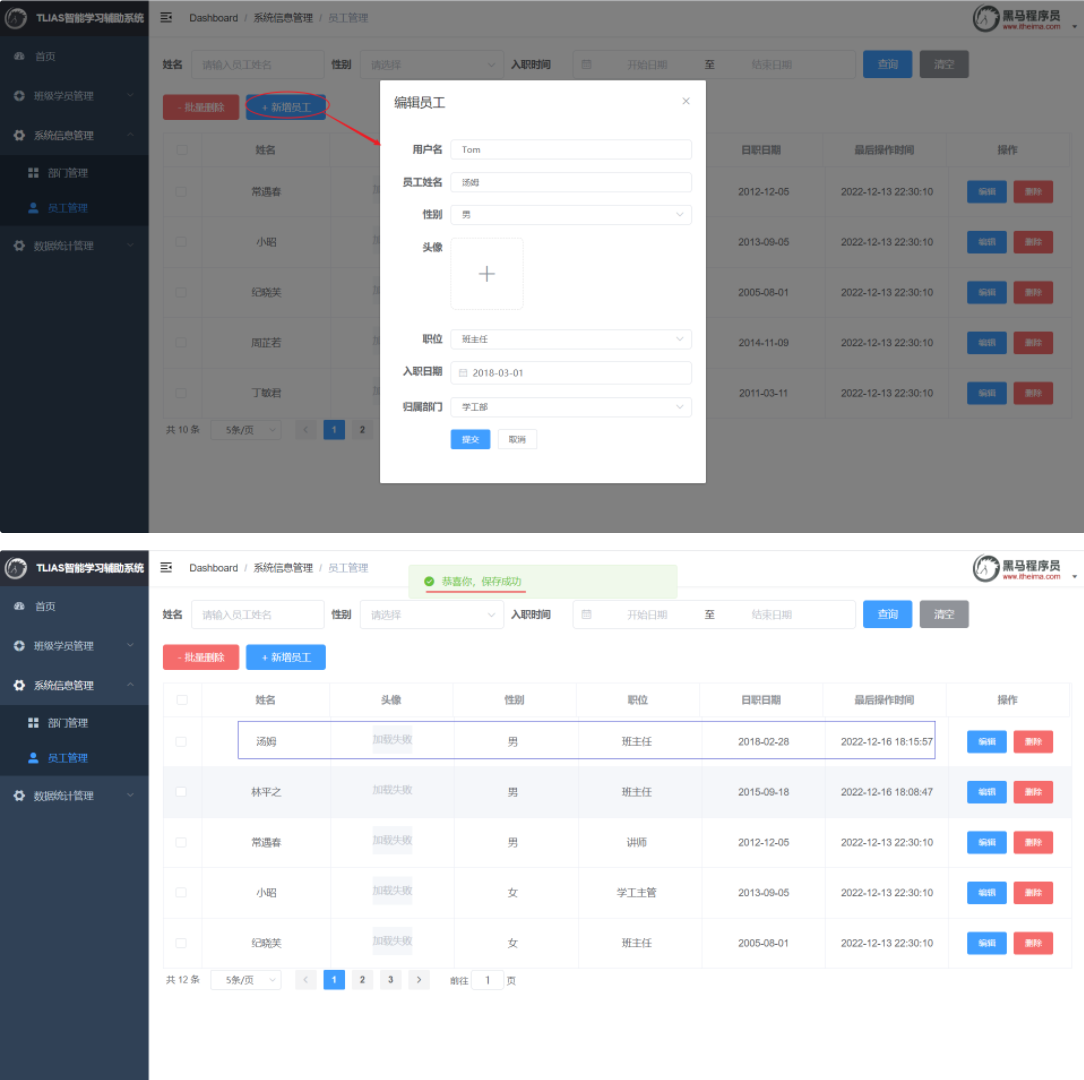 TLIAS智能学习辅助系统 Dashboard / 系统信息管理 / 员工管理 黑马程序员
www.itheima.com
首页 姓名 请输入员工姓名 性别 请选择 入职时间 开始日期 至 结束日期 查询 清空
班级学员管理 - 批量删除 + 新增员工
系统信息管理
部门管理
员工管理
数据统计管理
姓名 日职日期 最后操作时间 操作
常遇春 2012-12-05 2022-12-13 22:30:10 编辑 删除
小昭 2013-09-05 2022-12-13 22:30:10 编辑 删除
纪晓芙 2005-08-01 2022-12-13 22:30:10 编辑 删除
周芷若 2014-11-09 2022-12-13 22:30:10 编辑 删除
丁敏君 2011-03-11 2022-12-13 22:30:10 编辑 删除
共 10 条 5条/页 < 1 2
编辑员工 ×
用户名 Tom
员工姓名 汤姆
性别 男
头像 +
职位 班主任
入职日期 2018-03-01
归属部门 学工部
提交 取消
TLIAS智能学习辅助系统 Dashboard / 系统信息管理 / 员工管理 黑马程序员
www.itheima.com
恭喜你，保存成功
首页 姓名 请输入员工姓名 性别 请选择 入职时间 开始日期 至 结束日期 查询 清空
班级学员管理 - 批量删除 + 新增员工
系统信息管理
部门管理
员工管理
数据统计管理
姓名 头像 性别 职位 日职日期 最后操作时间 操作
汤姆 加载失败 男 班主任 2018-02-28 2022-12-16 18:15:57 编辑 删除
林平之 加载失败 男 班主任 2015-09-18 2022-12-16 18:08:47 编辑 删除
常遇春 加载失败 男 讲师 2012-12-05 2022-12-13 22:30:10 编辑 删除
小昭 加载失败 女 学工主管 2013-09-05 2022-12-13 22:30:10 编辑 删除
纪晓芙 加载失败 女 班主任 2005-08-01 2022-12-13 22:30:10 编辑 删除
共 12 条 5条/页 < 1 2 3 > 前往 1 页